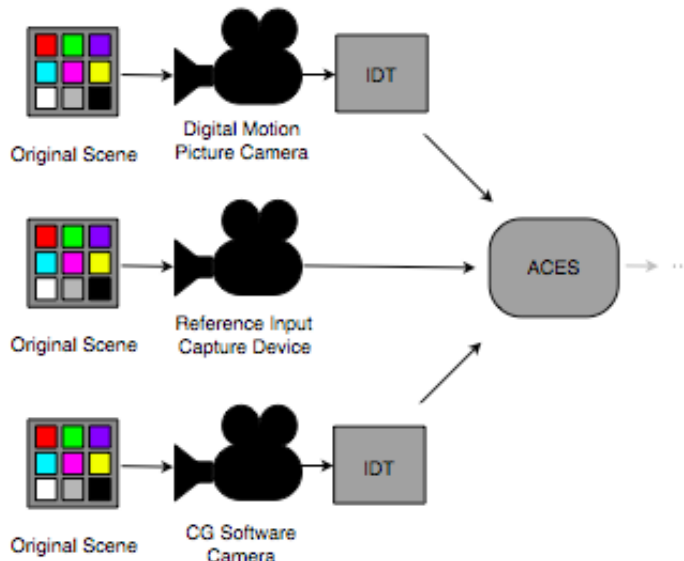 IDT
Digital Motion
Picture Camera
Original Scene
ACES
Reference Input
Capture Device
Original Scene
IDT
CG Software
Camera
Original Scene